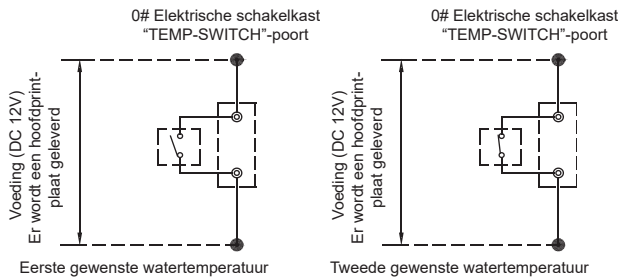 0# Elektrische schakelkast
“TEMP-SWITCH”-poort
Voeding (DC 12V)
Er wordt een hoofdprint-
plaat geleverd
Eerste gewenste watertemperatuur
0# Elektrische schakelkast
“TEMP-SWITCH”-poort
Voeding (DC 12V)
Er wordt een hoofdprint-
plaat geleverd
Tweede gewenste watertemperatuur